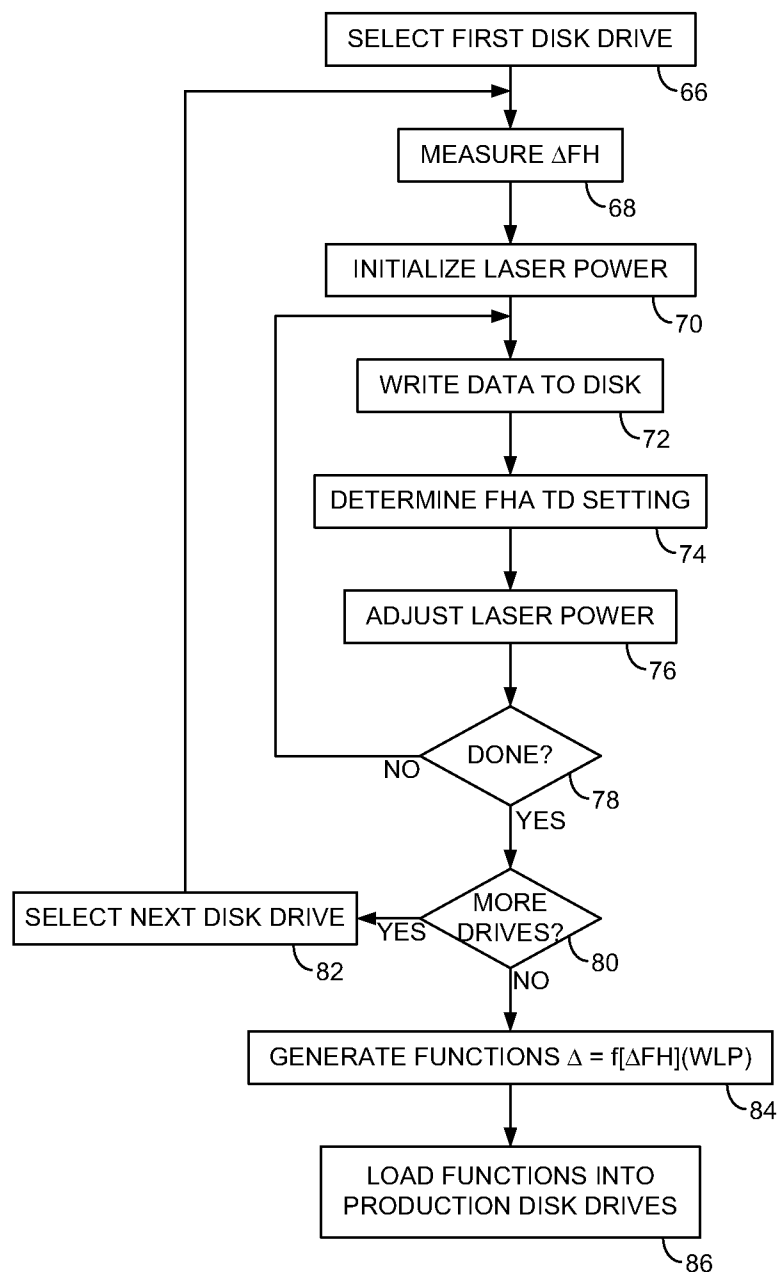 SELECT FIRST DISK DRIVE
66
MEASURE ΔFH
68
INITIALIZE LASER POWER
70
WRITE DATA TO DISK
72
DETERMINE FHA TD SETTING
74
ADJUST LASER POWER
76
DONE?
NO
78
YES
MORE
DRIVES?
YES
80
SELECT NEXT DISK DRIVE
82
NO
GENERATE FUNCTIONS Δ = f[ΔFH](WLP)
84
LOAD FUNCTIONS INTO
PRODUCTION DISK DRIVES
86